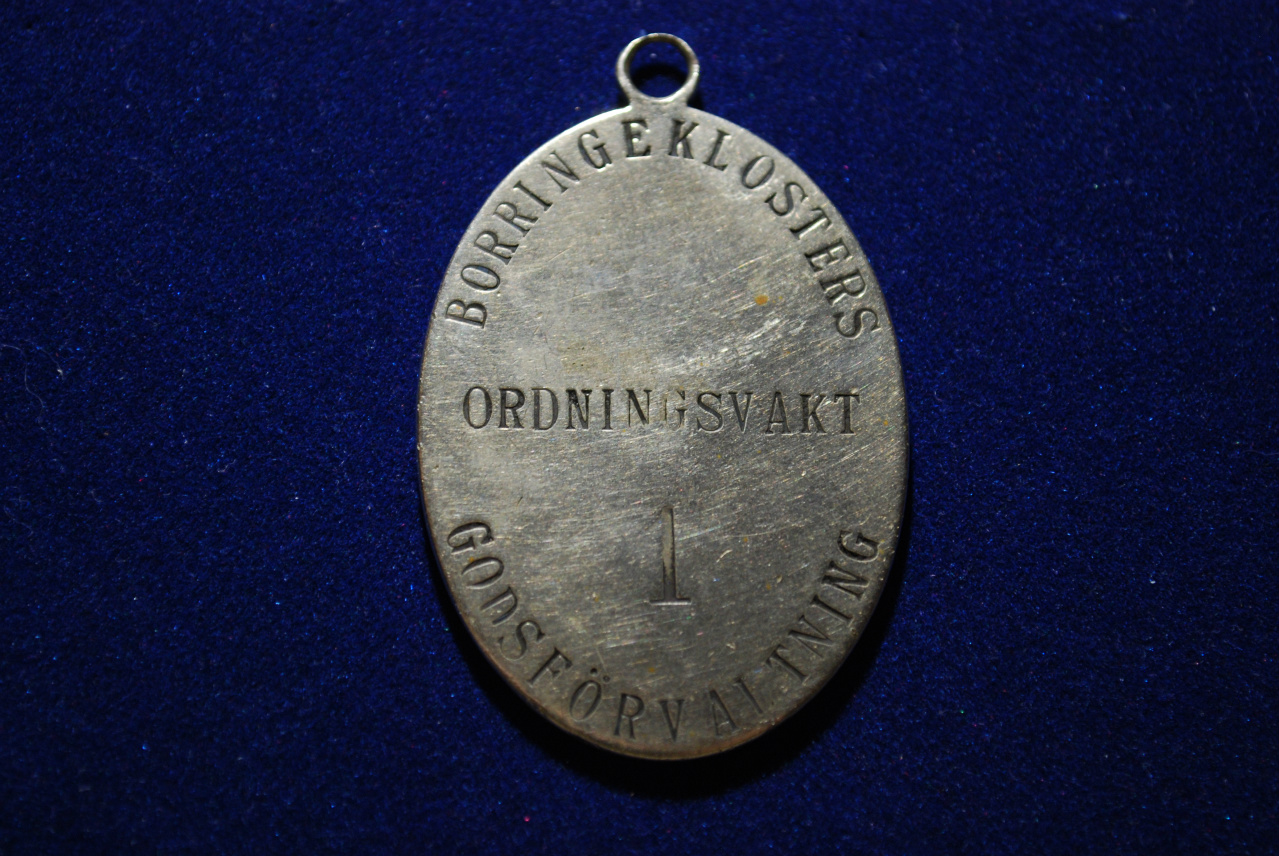 BORRINGEKLOSTERS
ORDNINGSVAKT
1
GODSFÖRVALTNING